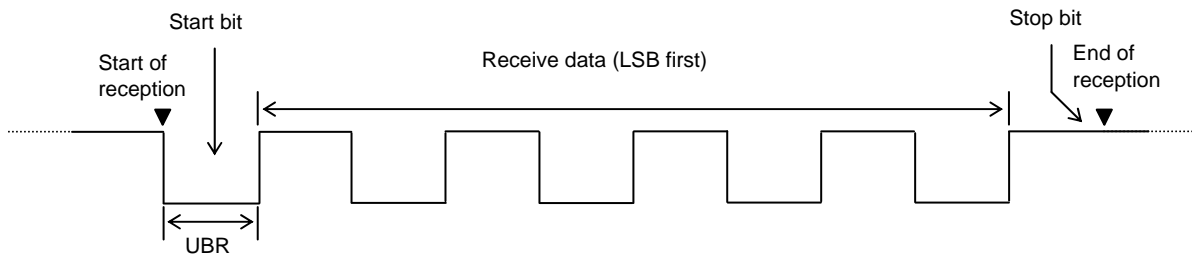 Start bit
Stop bit
Start of
reception
Receive data (LSB first)
End of
reception
UBR